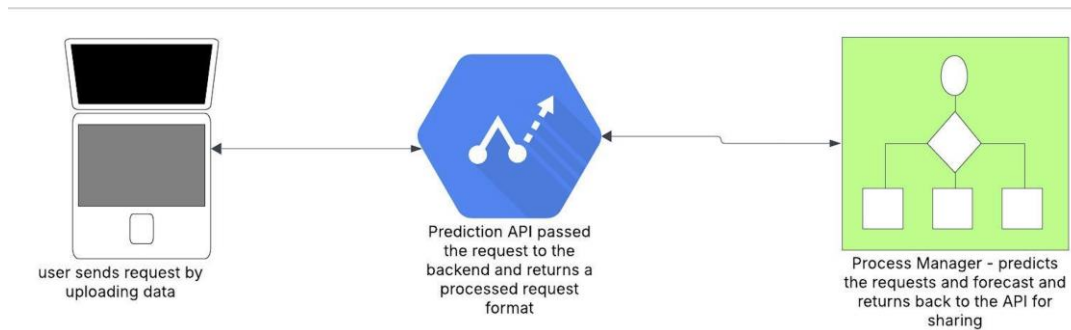 user sends request by
uploading data
Prediction API passed
the request to the
backend and returns a
processed request
format
Process Manager - predicts
the requests and forecast and
returns back to the API for
sharing